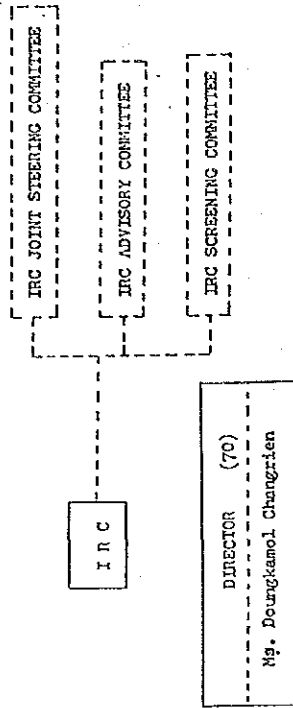 IRC JOINT STEERING COMMITTEE
IRC ADVISORY COMMITTEE
IRC SCREENING COMMITTEE
I R C
DIRECTOR (70)
Ms. Doungkamol Changrien